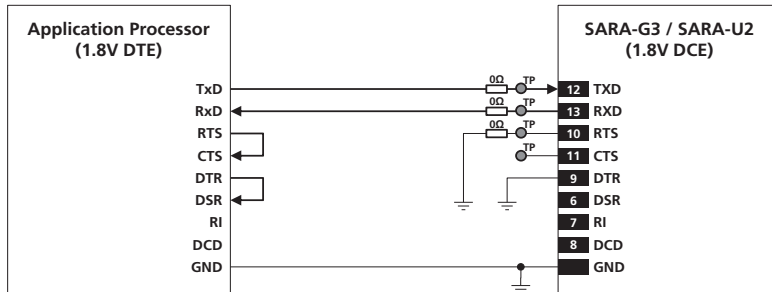 Application Processor
(1.8V DTE)
SARA-G3 / SARA-U2
(1.8V DCE)
TxD
0Ω
TP
12
TXD
RxD
0Ω
TP
13
RXD
RTS
0Ω
TP
10
RTS
CTS
TP
11
CTS
DTR
9
DTR
DSR
6
DSR
RI
7
RI
DCD
8
DCD
GND
GND